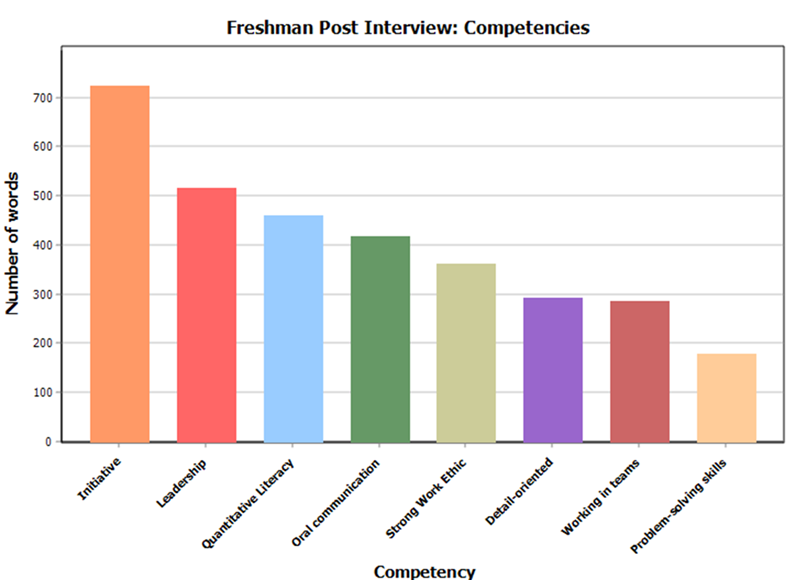 Freshman Post Interview: Competencies
Number of words
700
600
500
400
300
200
100
0
Initiative
Leadership
Quantitative Literacy
Oral communication
Strong Work Ethic
Detail-oriented
Working in teams
Problem-solving skills
Competency